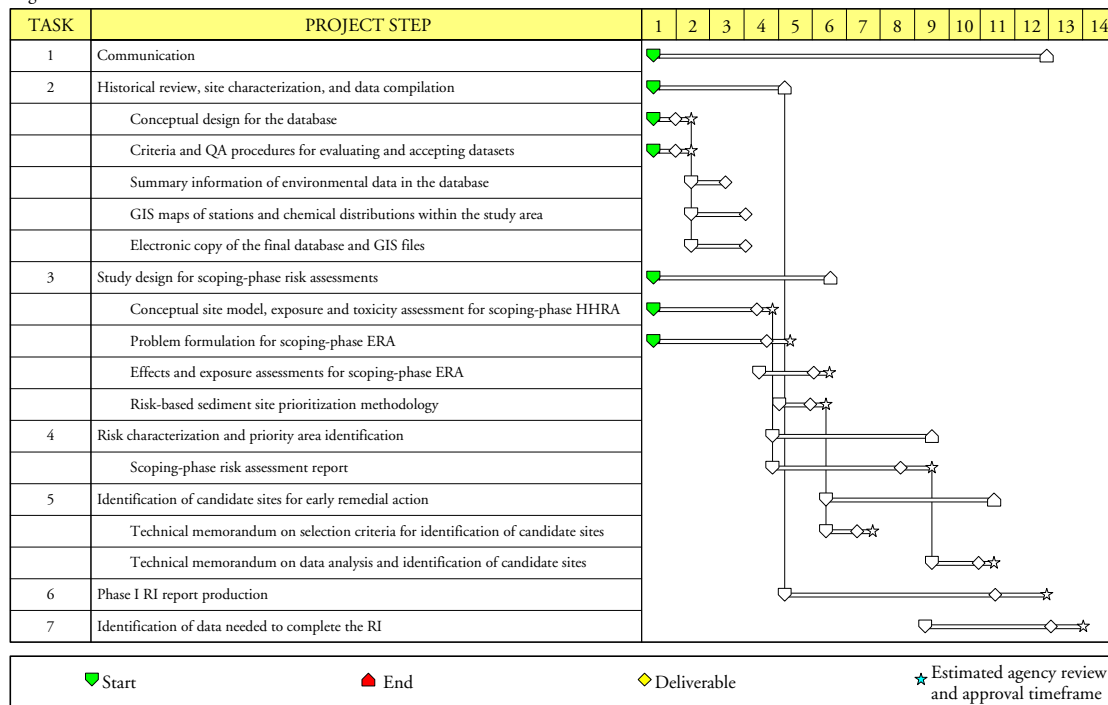 TASK PROJECT STEP 1 2 3 4 5 6 7 8 9 10 11 12 13 14
1 Communication
2 Historical review, site characterization, and data compilation
Conceptual design for the database
Criteria and QA procedures for evaluating and accepting datasets
Summary information of environmental data in the database
GIS maps of stations and chemical distributions within the study area
Electronic copy of the final database and GIS files
3 Study design for scoping-phase risk assessments
Conceptual site model, exposure and toxicity assessment for scoping-phase HHRA
Problem formulation for scoping-phase ERA
Effects and exposure assessments for scoping-phase ERA
Risk-based sediment site prioritization methodology
4 Risk characterization and priority area identification
Scoping-phase risk assessment report
5 Identification of candidate sites for early remedial action
Technical memorandum on selection criteria for identification of candidate sites
Technical memorandum on data analysis and identification of candidate sites
6 Phase I RI report production
7 Identification of data needed to complete the RI
Start End Deliverable Estimated agency review
and approval timeframe